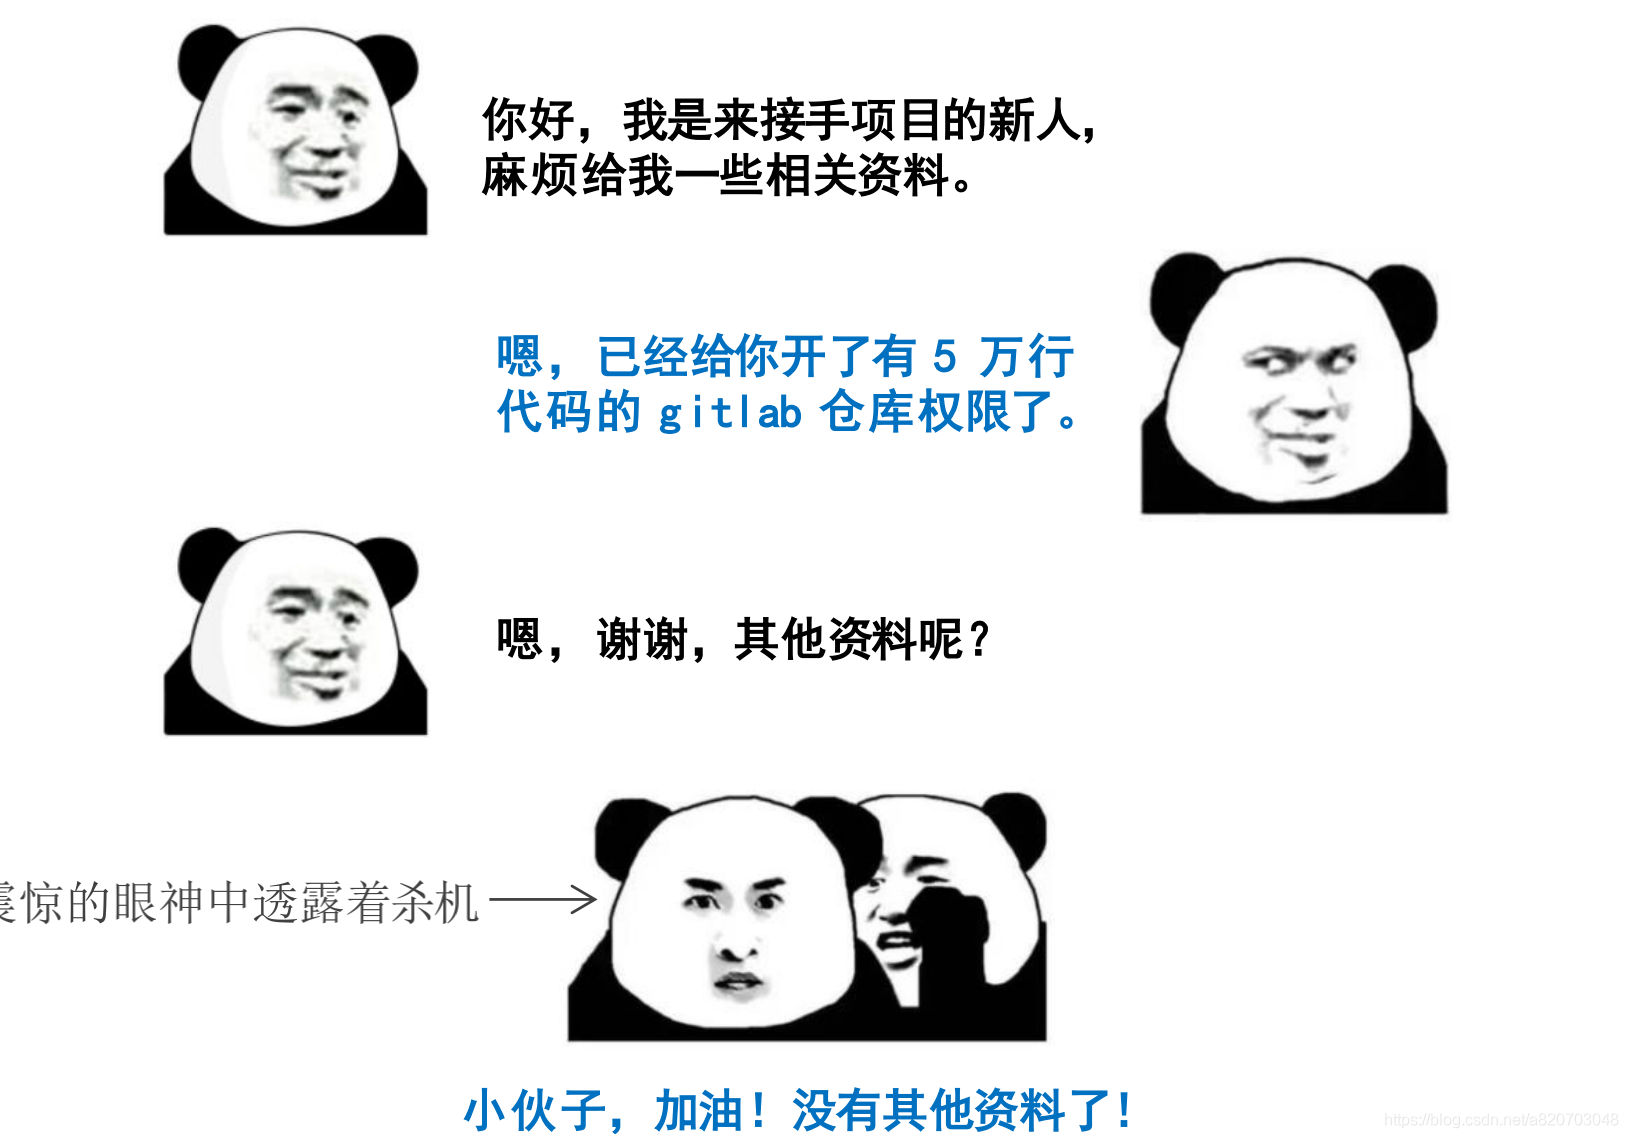 你好，我是来接手项目的新人，
麻烦给我一些相关资料。
嗯，已经给你开了有 5 万行
代码的 gitlab 仓库权限了。
嗯，谢谢，其他资料呢？
震惊的眼神中透露着杀机
小伙子，加油！没有其他资料了！
https://blog.csdn.net/a820703048